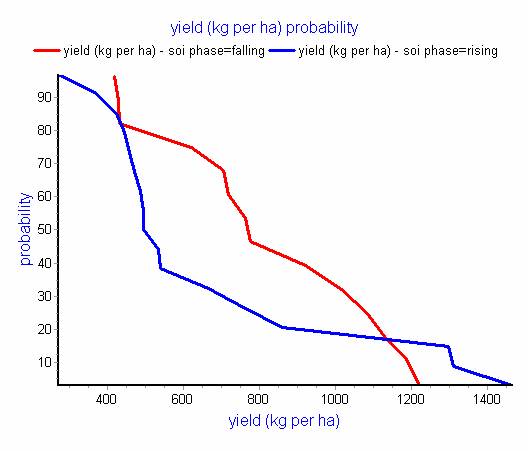 yield (kg per ha) probability
yield (kg per ha) - soi phase=falling yield (kg per ha) - soi phase=rising
90
80
70
60
50
40
30
20
10
probability
400 600 800 1000 1200 1400
yield (kg per ha)